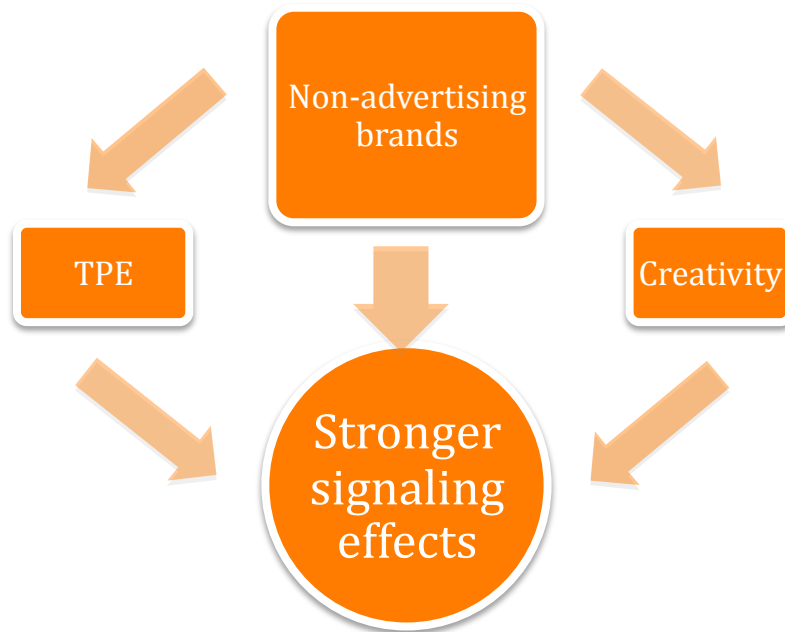 Non-advertising
brands
TPE
Creativity
Stronger
signaling
effects